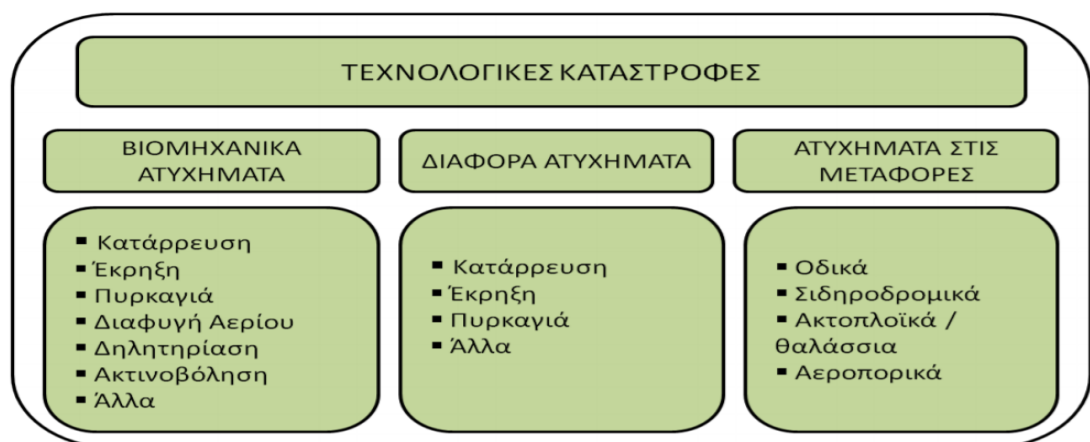 ΤΕΧΝΟΛΟΓΙΚΕΣ ΚΑΤΑΣΤΡΟΦΕΣ
ΒΙΟΜΗΧΑΝΙΚΑ
ΑΤΥΧΗΜΑΤΑ
▪ Κατάρρευση
▪ Έκρηξη
▪ Πυρκαγιά
▪ Διαφυγή Αερίου
▪ Δηλητηρίαση
▪ Ακτινοβόληση
▪ Άλλα
ΔΙΑΦΟΡΑ ΑΤΥΧΗΜΑΤΑ
▪ Κατάρρευση
▪ Έκρηξη
▪ Πυρκαγιά
▪ Άλλα
ΑΤΥΧΗΜΑΤΑ ΣΤΙΣ
ΜΕΤΑΦΟΡΕΣ
▪ Οδικά
▪ Σιδηροδρομικά
▪ Ακτοπλοϊκά /
θαλάσσια
▪ Αεροπορικά